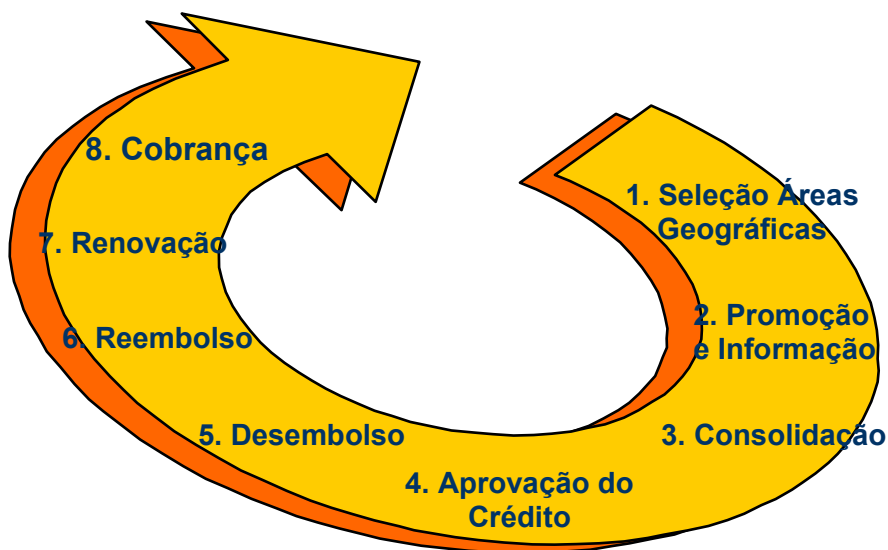 1. Seleção Áreas
Geográficas
2. Promoção
e Informação
3. Consolidação
4. Aprovação do
Crédito
5. Desembolso
6. Reembolso
7. Renovação
8. Cobrança